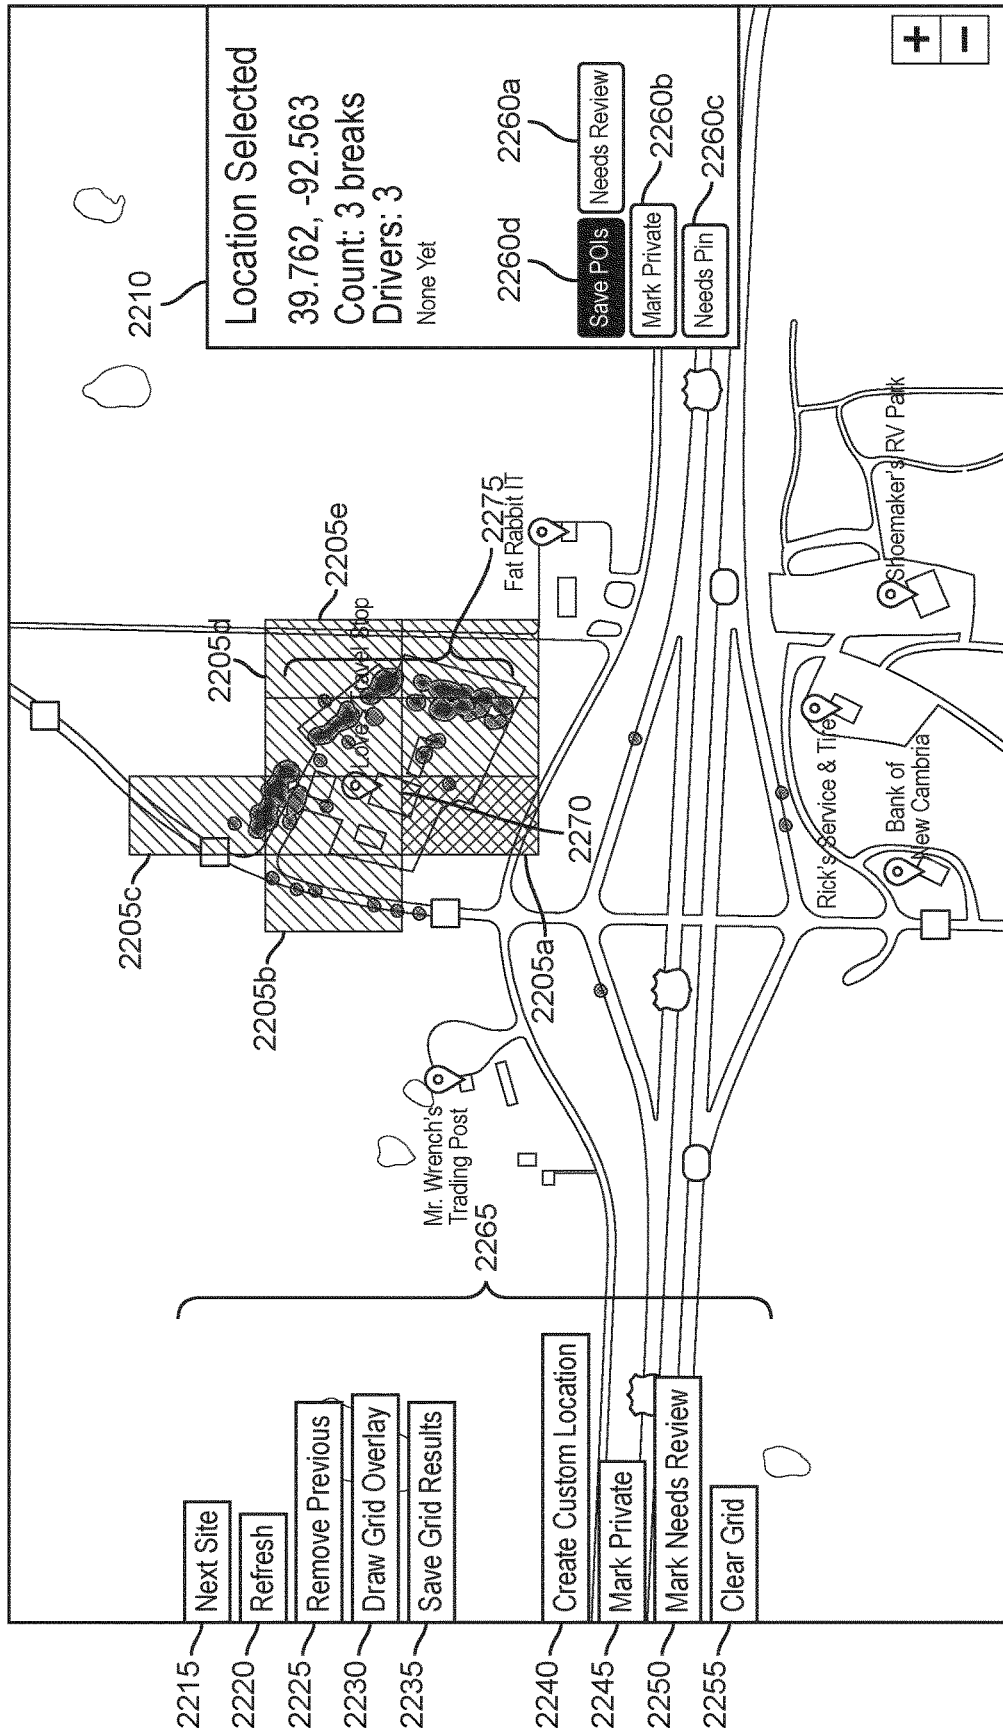 2215
Next Site
2220
Refresh
2225
Remove Previous
2230
Draw Grid Overlay
2235
Save Grid Results
2240
Create Custom Location
2245
Mark Private
2250
Mark Needs Review
2255
Clear Grid
2265
Mr. Wrench's
Trading Post
2205a
2205b
2205c
2205d
2205e
2270
2275
Travel Stop
Fat Rabbit IT
Rick's Service & Tire
Bank of
New Cambria
Shoemaker's RV Park
2210
Location Selected
39.762, -92.563
Count: 3 breaks
Drivers: 3
None Yet
2260d
2260a
Save POIs
Needs Review
Mark Private
2260b
Needs Pin
2260c
+
−